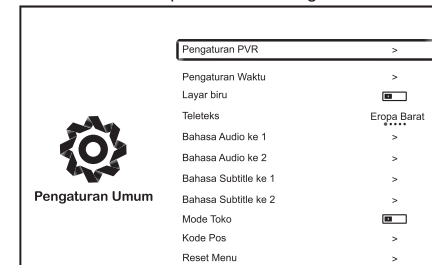 Pengaturan PVR >
Pengaturan Waktu >
Layar biru
Teleteks Eropa Barat
Bahasa Audio ke 1 >
Bahasa Audio ke 2 >
Bahasa Subtitle ke 1 >
Pengaturan Umum
Bahasa Subtitle ke 2 >
Mode Toko
Kode Pos >
Reset Menu >